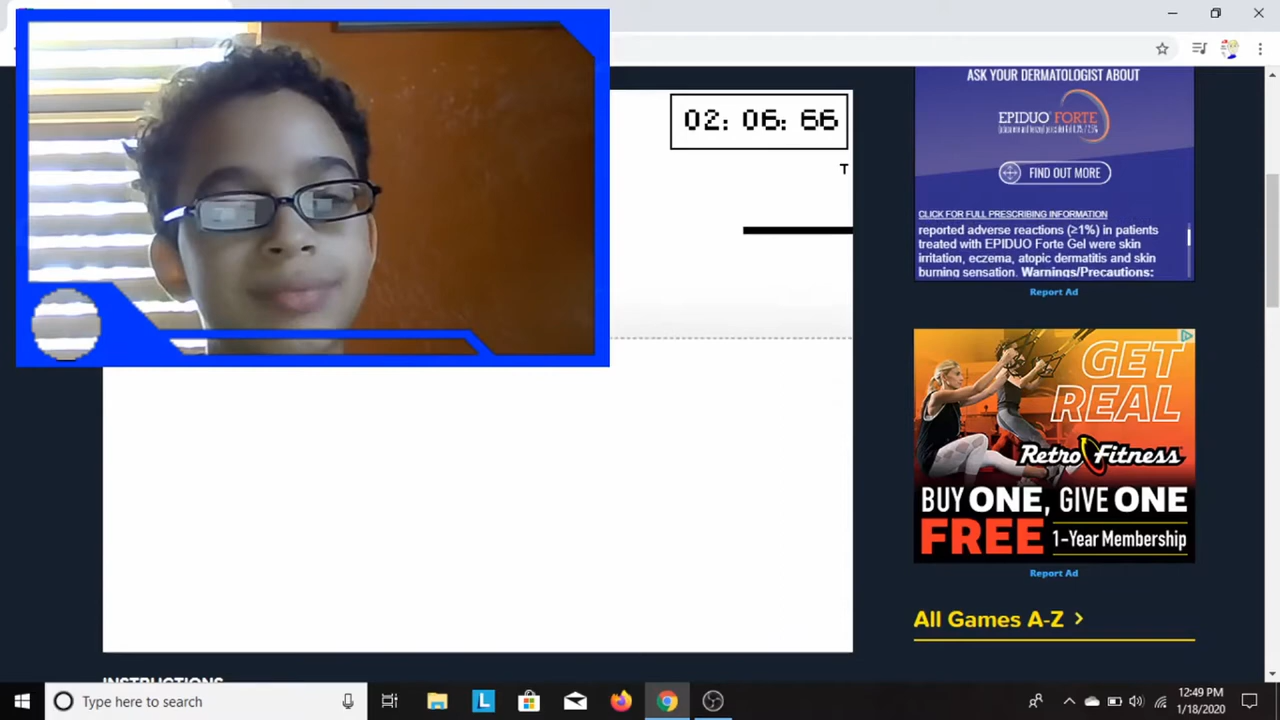 02: 06: 66
T
INSTRUCTIONS
ASK YOUR DERMATOLOGIST ABOUT
EPIDUO FORTE
FIND OUT MORE
CLICK FOR FULL PRESCRIBING INFORMATION
reported adverse reactions (≥1%) in patients
treated with EPIDUO Forte Gel were skin
irritation, eczema, atopic dermatitis and skin
burning sensation. Warnings/Precautions:
Report Ad
GET
REAL
Retro Fitness
BUY ONE, GIVE ONE
FREE 1-Year Membership
Report Ad
All Games A-Z >
Type here to search
L
12:49 PM
1/18/2020